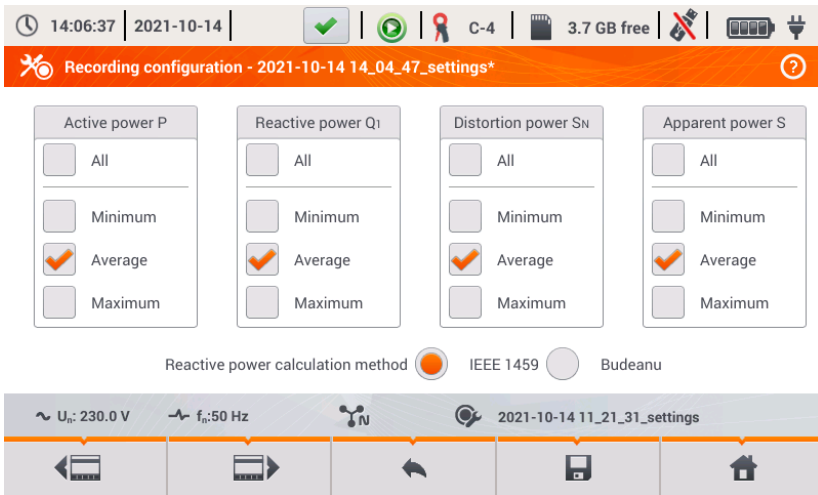 14:06:37 2021-10-14 C-4 3.7 GB free
Recording configuration - 2021-10-14 14_04_47_settings* ?
Active power P Reactive power Q1 Distortion power SN Apparent power S
All All All All
Minimum Minimum Minimum Minimum
Average Average Average Average
Maximum Maximum Maximum Maximum
Reactive power calculation method IEEE 1459 Budeanu
Un: 230.0 V fn:50 Hz N 2021-10-14 11_21_31_settings